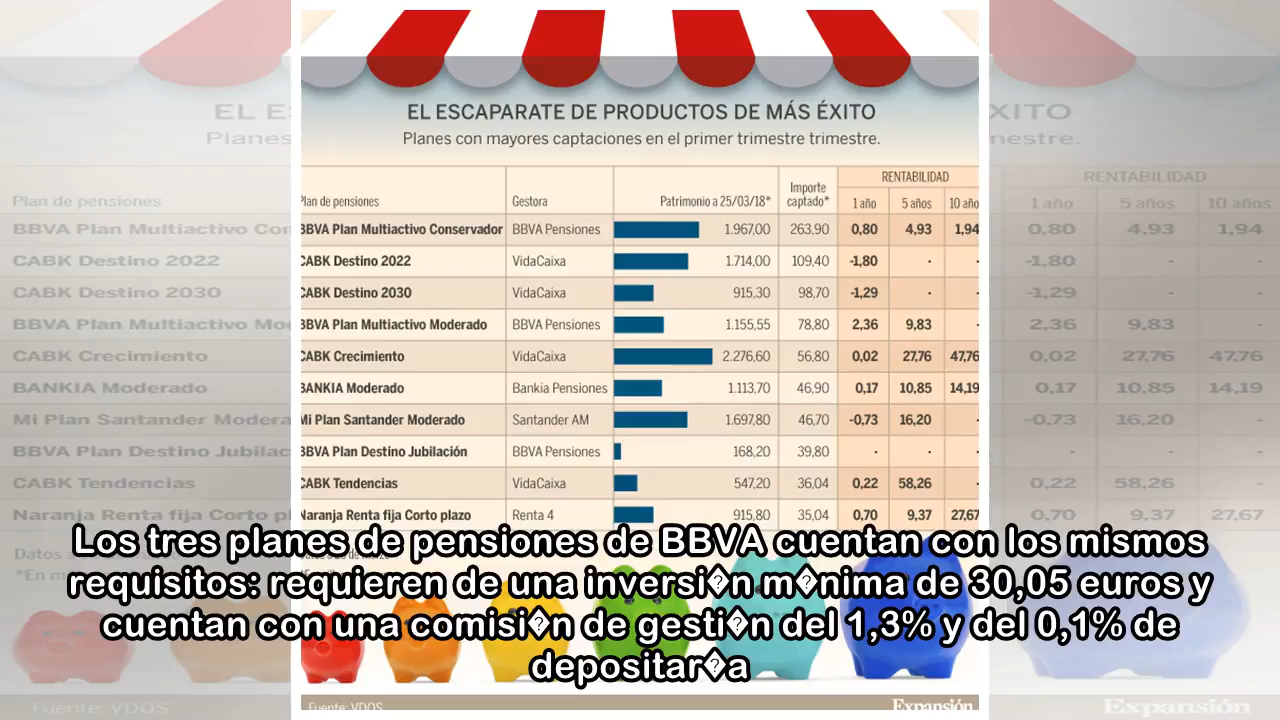 EL ESCAPARATE DE PRODUCTOS DE MÁS ÉXITO
Planes con mayores captaciones en el primer trimestre trimestre.
RENTABILIDAD
Plan de pensiones Gestora Patrimonio a 25/03/18* Importe captado* 1 año 5 años 10 años
BBVA Plan Multiactivo Conservador BBVA Pensiones 1.967,00 263,90 0,80 4,93 1,94
CABK Destino 2022 VidaCaixa 1.714,00 109,40 -1,80 - -
CABK Destino 2030 VidaCaixa 915,30 98,70 -1,29 - -
BBVA Plan Multiactivo Moderado BBVA Pensiones 1.155,55 78,80 2,36 9,83 -
CABK Crecimiento VidaCaixa 2.276,60 56,80 0,02 27,76 47,76
BANKIA Moderado Bankia Pensiones 1.113,70 46,90 0,17 10,85 14,19
Mi Plan Santander Moderado Santander AM 1.697,80 46,70 -0,73 16,20 -
BBVA Plan Destino Jubilación BBVA Pensiones 168,20 39,80 - - -
CABK Tendencias VidaCaixa 547,20 36,04 0,22 58,26 -
Naranja Renta fija Corto plazo Renta 4 915,80 35,04 0,70 9,37 27,67
Los tres planes de pensiones de BBVA cuentan con los mismos
requisitos: requieren de una inversi�n m�nima de 30,05 euros y
cuentan con una comisi�n de gesti�n del 1,3% y del 0,1% de
depositar�a
Fuente: VDOS
Expansión